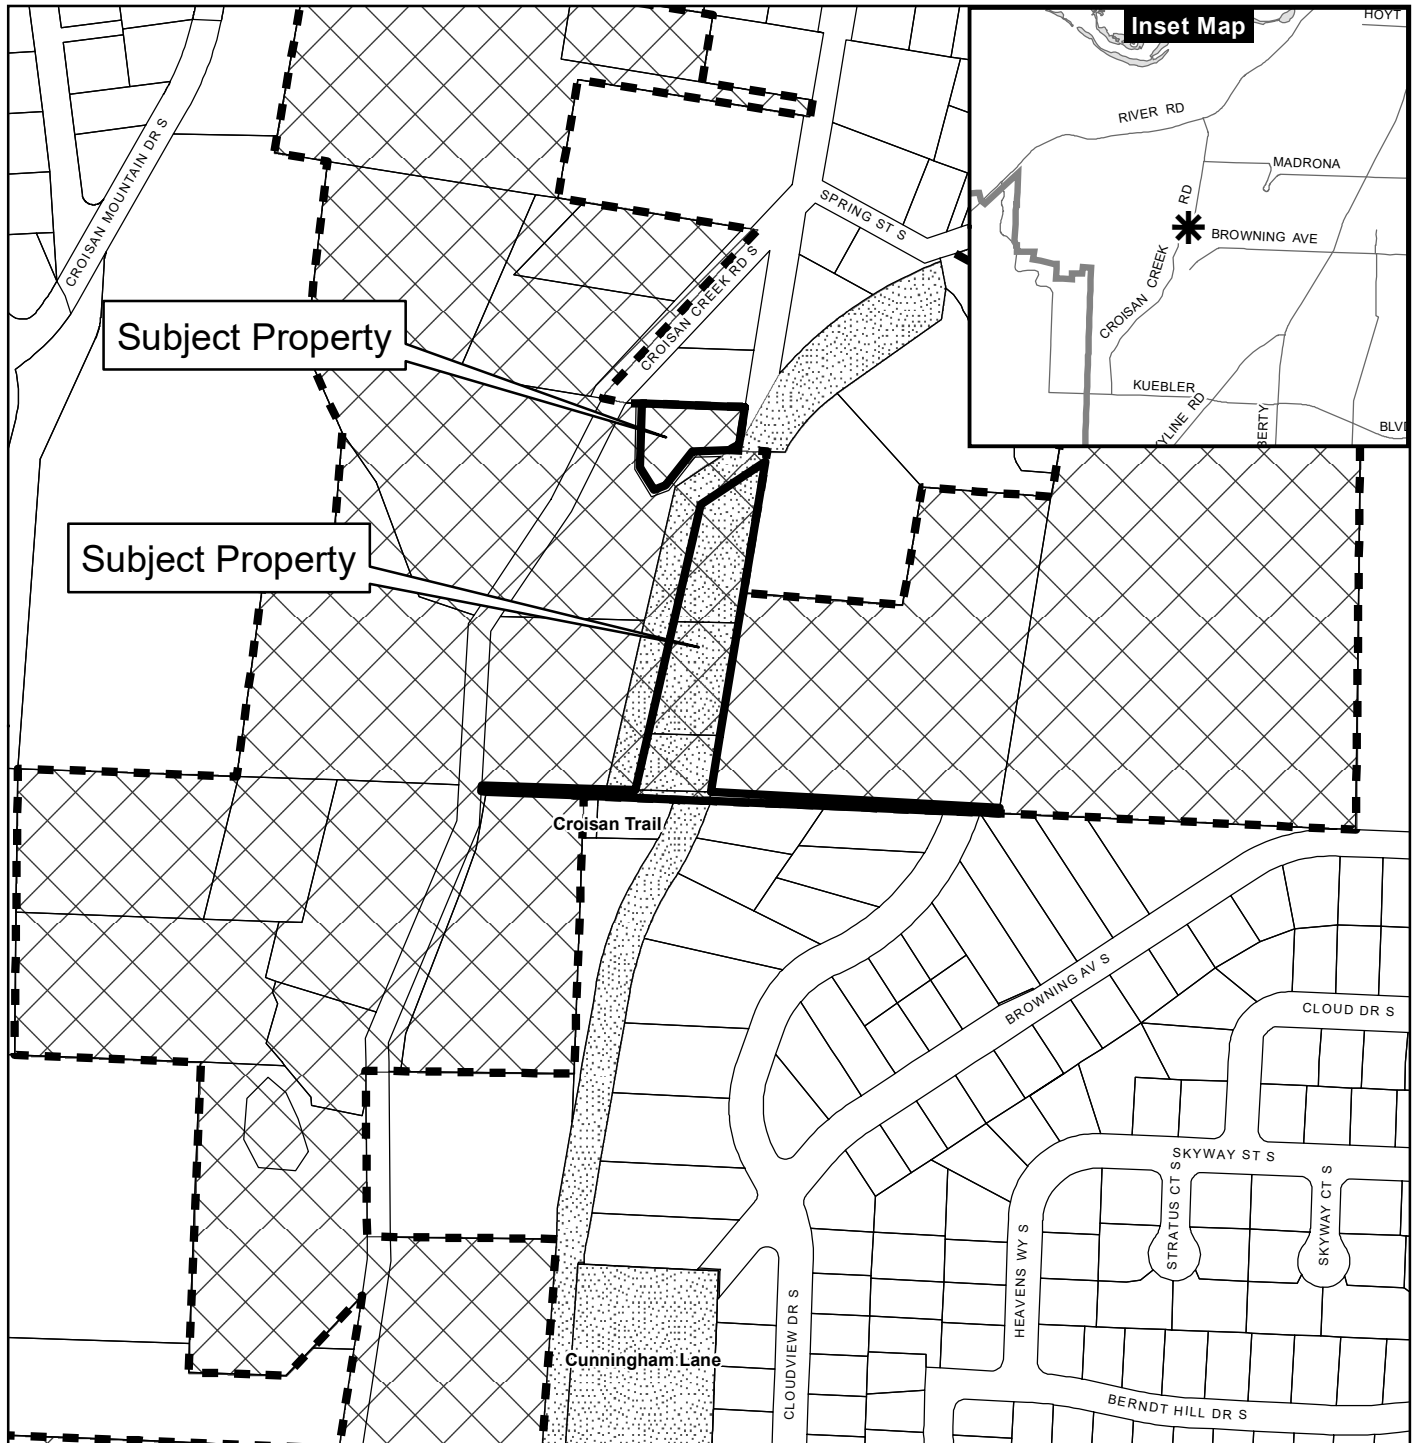 Inset Map
HOYT
RIVER RD
MADRONA
RD
BROWNING AVE
CROISAN CREEK
KUEBLER
YLINE RD
BERTY
BLVD
CROISAN MOUNTAIN DR S
SPRING ST S
CROISAN CREEK RD S
Subject Property
Subject Property
Croisan Trail
BROWNING AV S
CLOUD DR S
SKYWAY ST S
STRATUS CT S
SKYWAY CT S
HEAVENS WY S
CLOUDVIEW DR S
Cunningham Lane
BERNDT HILL DR S